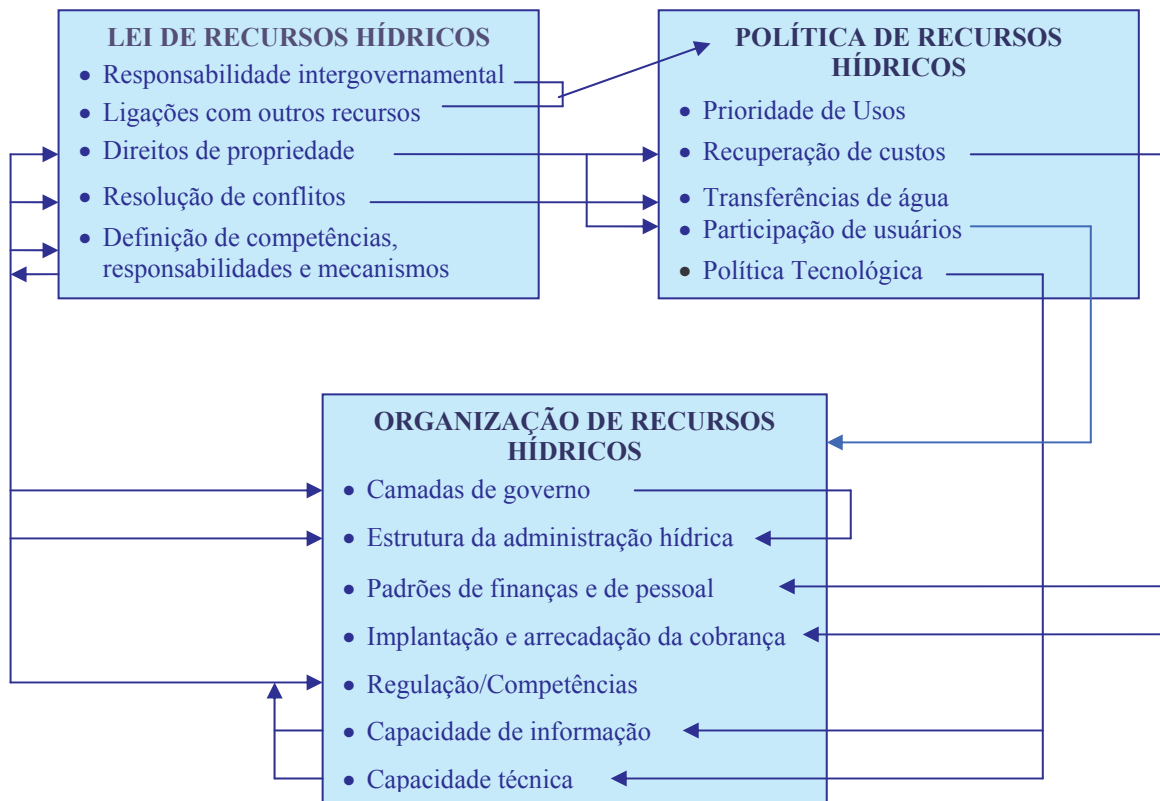 LEI DE RECURSOS HÍDRICOS
• Responsabilidade intergovernamental
• Ligações com outros recursos
• Direitos de propriedade
• Resolução de conflitos
• Definição de competências,
responsabilidades e mecanismos
POLÍTICA DE RECURSOS
HÍDRICOS
• Prioridade de Usos
• Recuperação de custos
• Transferências de água
• Participação de usuários
• Política Tecnológica
ORGANIZAÇÃO DE RECURSOS
HÍDRICOS
• Camadas de governo
• Estrutura da administração hídrica
• Padrões de finanças e de pessoal
• Implantação e arrecadação da cobrança
• Regulação/Competências
• Capacidade de informação
• Capacidade técnica